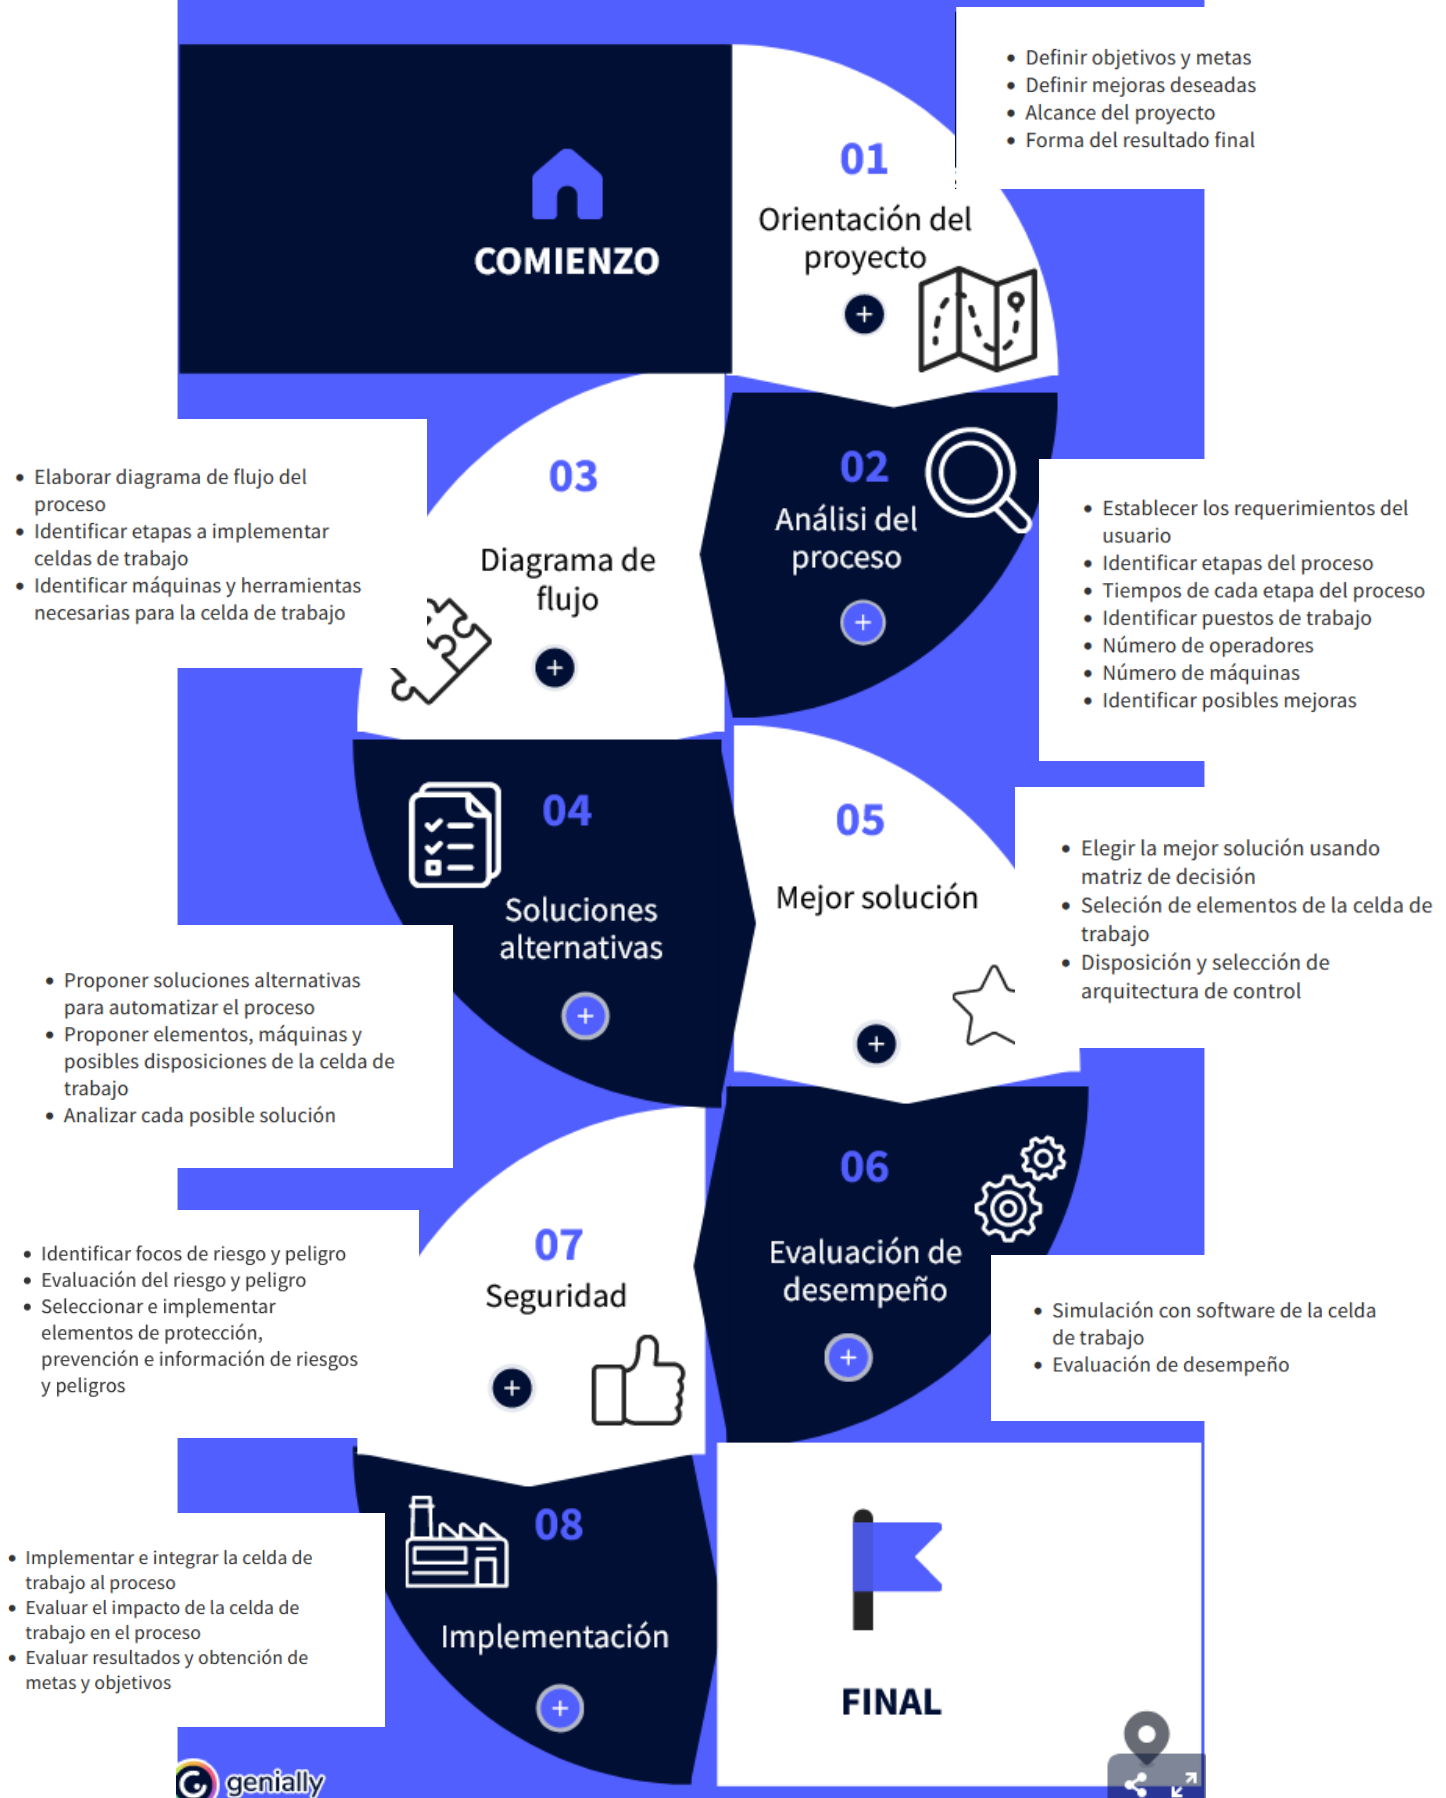 COMIENZO
01
Orientación del
proyecto
• Definir objetivos y metas
• Definir mejoras deseadas
• Alcance del proyecto
• Forma del resultado final
02
Análisi del
proceso
• Establecer los requerimientos del
usuario
• Identificar etapas del proceso
• Tiempos de cada etapa del proceso
• Identificar puestos de trabajo
• Número de operadores
• Número de máquinas
• Identificar posibles mejoras
03
Diagrama de
flujo
• Elaborar diagrama de flujo del
proceso
• Identificar etapas a implementar
celdas de trabajo
• Identificar máquinas y herramientas
necesarias para la celda de trabajo
04
Soluciones
alternativas
• Proponer soluciones alternativas
para automatizar el proceso
• Proponer elementos, máquinas y
posibles disposiciones de la celda de
trabajo
• Analizar cada posible solución
05
Mejor solución
• Elegir la mejor solución usando
matriz de decisión
• Seleción de elementos de la celda de
trabajo
• Disposición y selección de
arquitectura de control
06
Evaluación de
desempeño
• Simulación con software de la celda
de trabajo
• Evaluación de desempeño
07
Seguridad
• Identificar focos de riesgo y peligro
• Evaluación del riesgo y peligro
• Seleccionar e implementar
elementos de protección,
prevención e información de riesgos
y peligros
08
Implementación
• Implementar e integrar la celda de
trabajo al proceso
• Evaluar el impacto de la celda de
trabajo en el proceso
• Evaluar resultados y obtención de
metas y objetivos
FINAL
genially